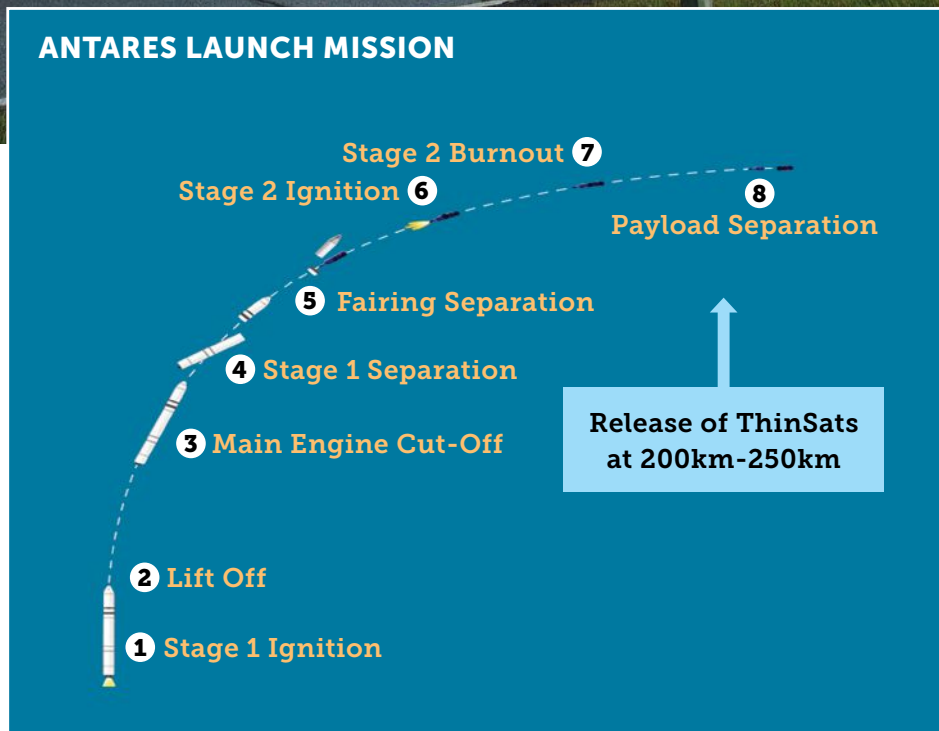 ANTARES LAUNCH MISSION
Stage 2 Burnout 7
Stage 2 Ignition 6
8
Payload Separation
5 Fairing Separation
4 Stage 1 Separation
3 Main Engine Cut-Off
Release of ThinSats
at 200km-250km
2 Lift Off
1 Stage 1 Ignition